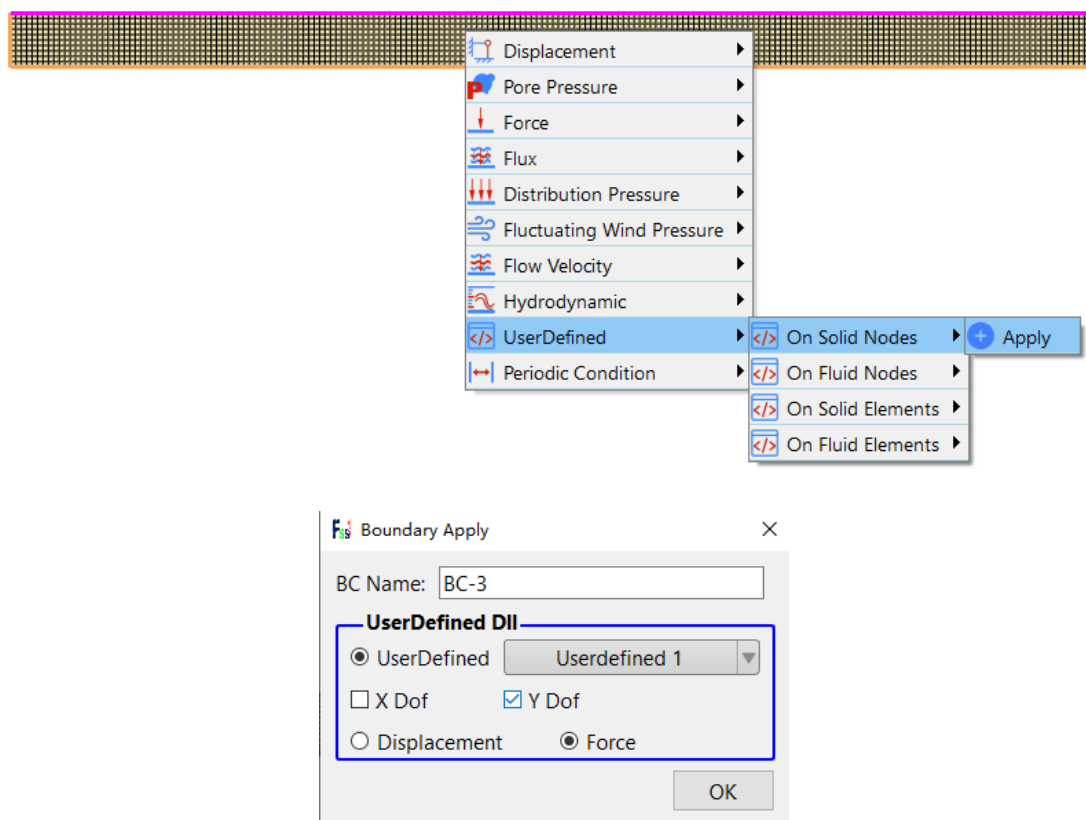 Displacement
Pore Pressure
Force
Flux
Distribution Pressure
Fluctuating Wind Pressure
Flow Velocity
Hydrodynamic
UserDefined
On Solid Nodes
Apply
On Fluid Nodes
Periodic Condition
On Solid Elements
On Fluid Elements
Boundary Apply
BC Name: BC-3
UserDefined Dll
UserDefined Userdefined 1
X Dof Y Dof
Displacement Force
OK